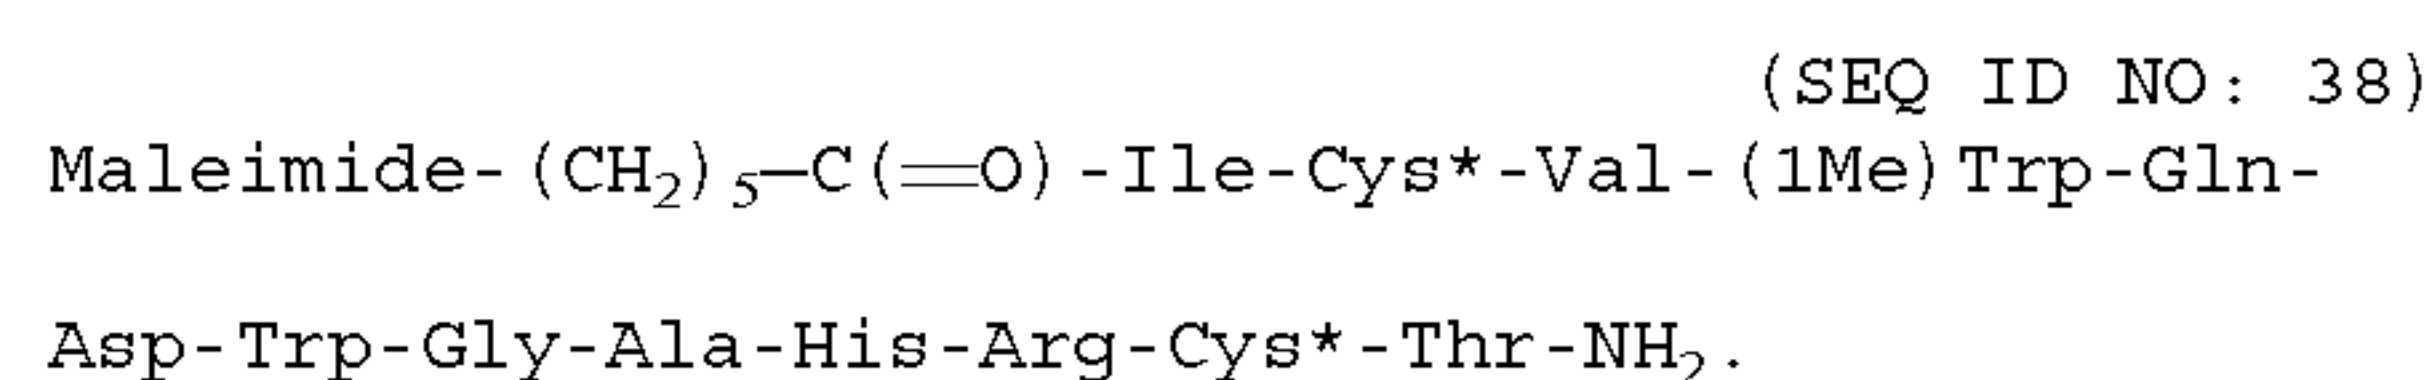 (SEQ ID NO: 38)
Maleimide-(CH₂)₅—C(═O)-Ile-Cys*-Val-(1Me)Trp-Gln-
Asp-Trp-Gly-Ala-His-Arg-Cys*-Thr-NH₂.